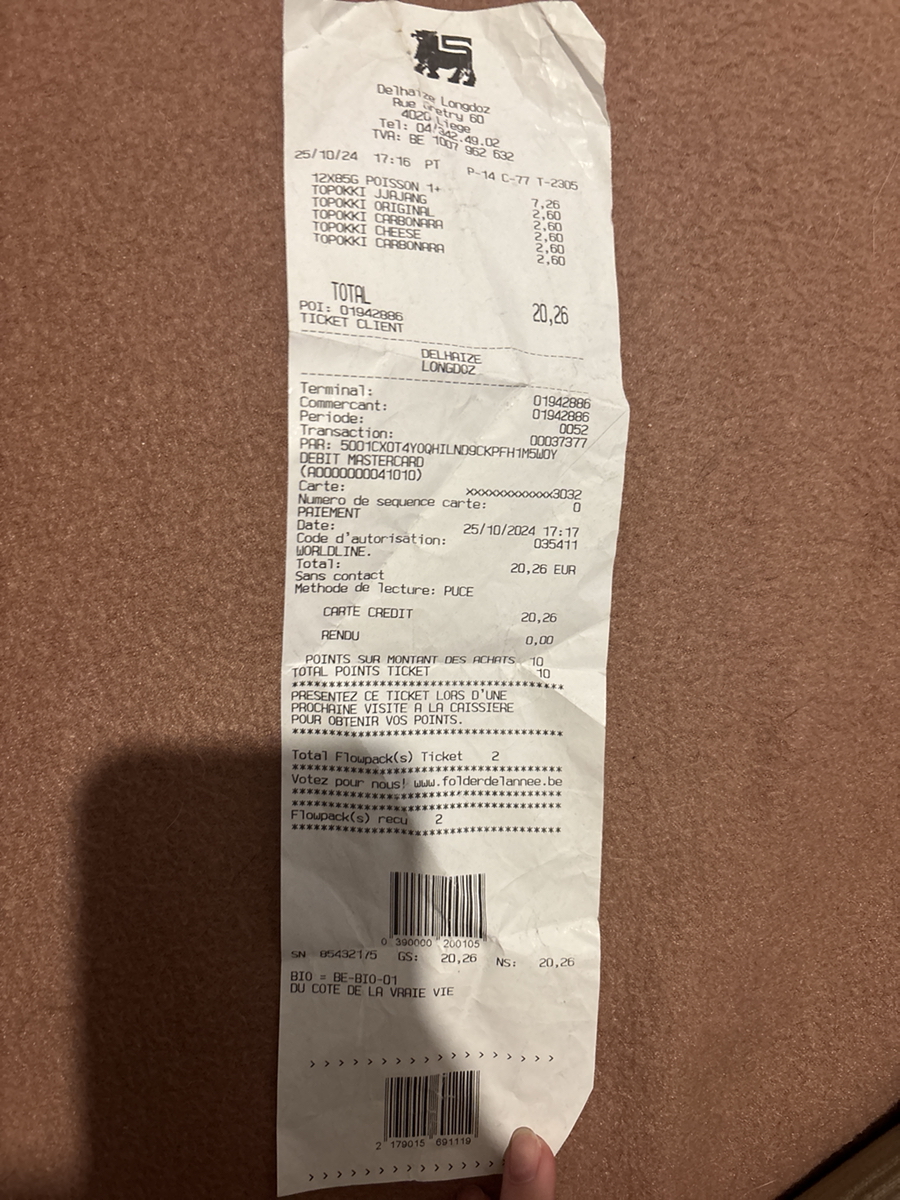 Delhaize Longdoz
Rue Gretry 60
4020 Liege
Tel: 04/342.49.02
TVA: BE 1007 962 632
25/10/24 17:16 PT P-14 C-77 T-2305
12X85G POISSON 1+ 7,26
TOPOKKI JJAJANG 2,60
TOPOKKI ORIGINAL 2,60
TOPOKKI CARBONARA 2,60
TOPOKKI CHEESE 2,60
TOPOKKI CARBONARA 2,60
TOTAL 20,26
POI: 01942886
TICKET CLIENT
DELHAIZE
LONGDOZ
Terminal: 01942886
Commercant: 01942886
Periode: 0052
Transaction: 00037377
PAR: 5001CX0T4Y0QHILND9CKPFH1M5WOY
DEBIT MASTERCARD
(A0000000041010)
Carte: xxxxxxxxxxxx3032
Numero de sequence carte: 0
PAIEMENT
Date: 25/10/2024 17:17
Code d'autorisation: 035411
WORLDLINE.
Total: 20,26 EUR
Sans contact
Methode de lecture: PUCE
CARTE CREDIT 20,26
RENDU 0,00
POINTS SUR MONTANT DES ACHATS 10
TOTAL POINTS TICKET 10
****************************************
PRESENTEZ CE TICKET LORS D'UNE
PROCHAINE VISITE A LA CAISSIERE
POUR OBTENIR VOS POINTS.
****************************************
Total Flowpack(s) Ticket 2
****************************************
Votez pour nous! www.folderdelannee.be
****************************************
****************************************
Flowpack(s) recu 2
****************************************
0 390000 200105
SN 05432175 GS: 20,26 NS: 20,26
BIO = BE-BIO-01
DU COTE DE LA VRAIE VIE
> > > > > > > > > > > > > > > > > >
2 179015 691119
> > > > > > > > > > > > > > >